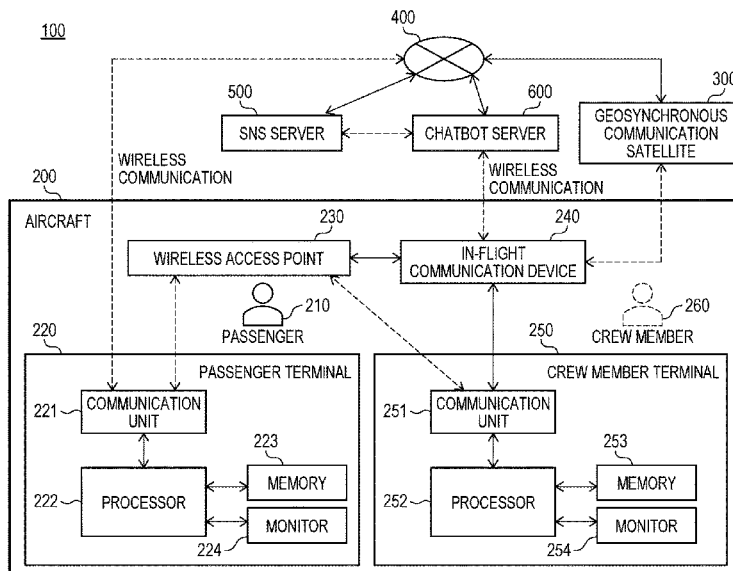 100
400
500
600
300
SNS SERVER
CHATBOT SERVER
GEOSYNCHRONOUS
COMMUNICATION
SATELLITE
WIRELESS
COMMUNICATION
WIRELESS
COMMUNICATION
200
AIRCRAFT
230
240
WIRELESS ACCESS POINT
IN-FLIGHT
COMMUNICATION DEVICE
210
PASSENGER
260
CREW MEMBER
220
PASSENGER TERMINAL
250
CREW MEMBER TERMINAL
221
COMMUNICATION
UNIT
251
COMMUNICATION
UNIT
223
253
222
PROCESSOR
MEMORY
252
PROCESSOR
MEMORY
MONITOR
MONITOR
224
254